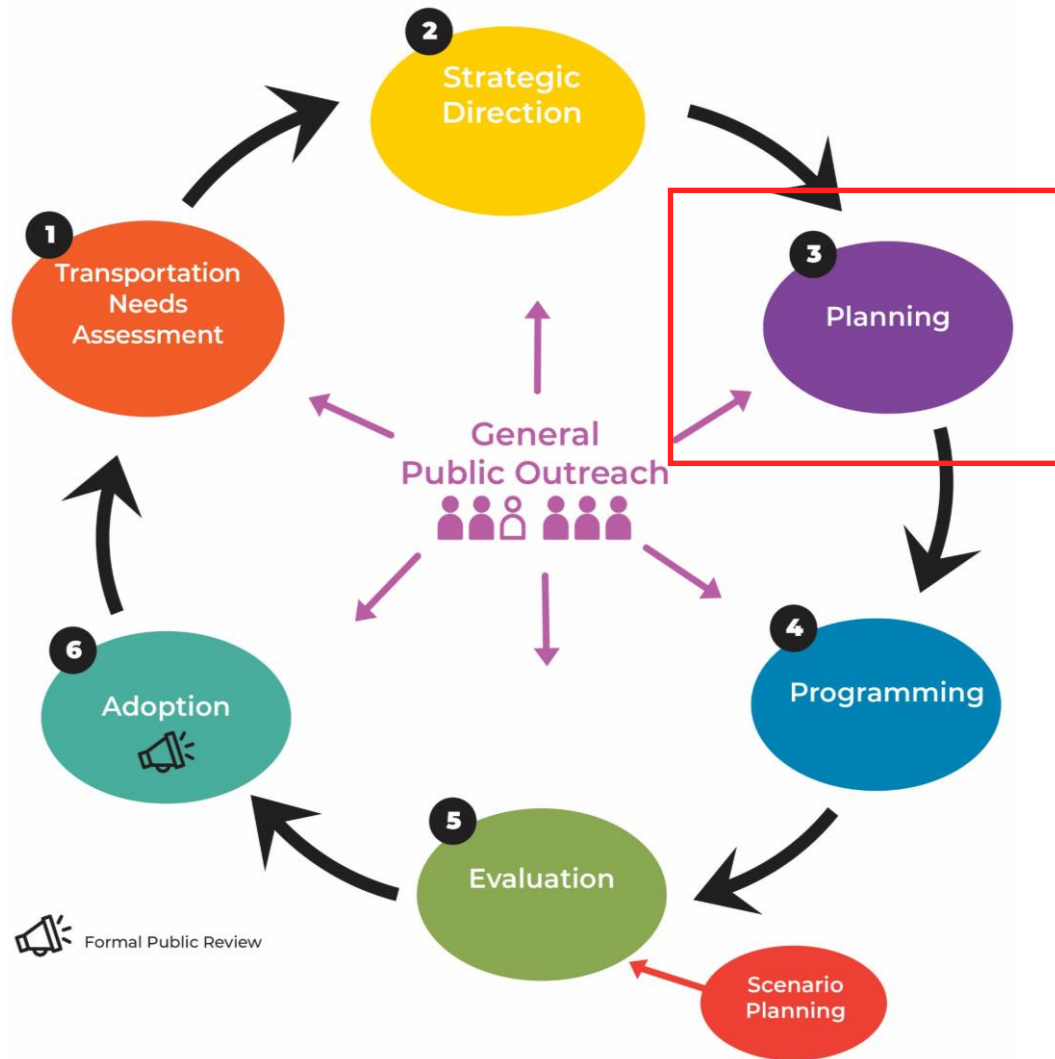 2
Strategic
Direction
1
Transportation
Needs
Assessment
3
Planning
General
Public Outreach
4
Programming
6
Adoption
5
Evaluation
Formal Public Review
Scenario
Planning